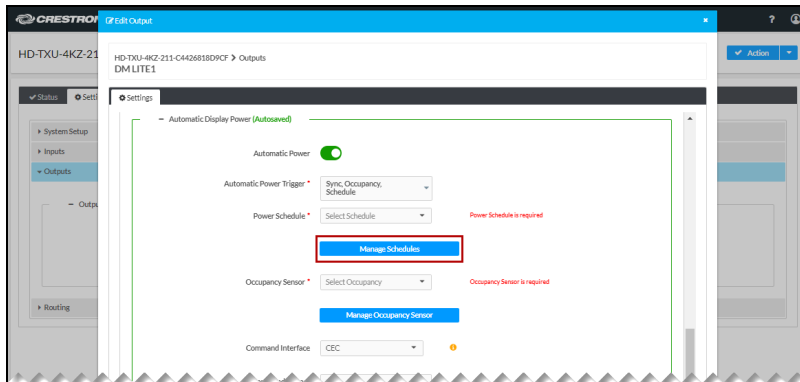 CRESTRON
Edit Output
×
?
HD-TXU-4KZ-21
HD-TXU-4KZ-211-C4426818D9CF > Outputs
DM LITE1
Action
Status
Setti
Settings
System Setup
Inputs
Outputs
Outpu
Routing
Automatic Display Power (Autosaved)
Automatic Power
Automatic Power Trigger *
Sync, Occupancy,
Schedule
Power Schedule *
Select Schedule
Power Schedule is required
Manage Schedules
Occupancy Sensor *
Select Occupancy
Occupancy Sensor is required
Manage Occupancy Sensor
Command Interface
CEC